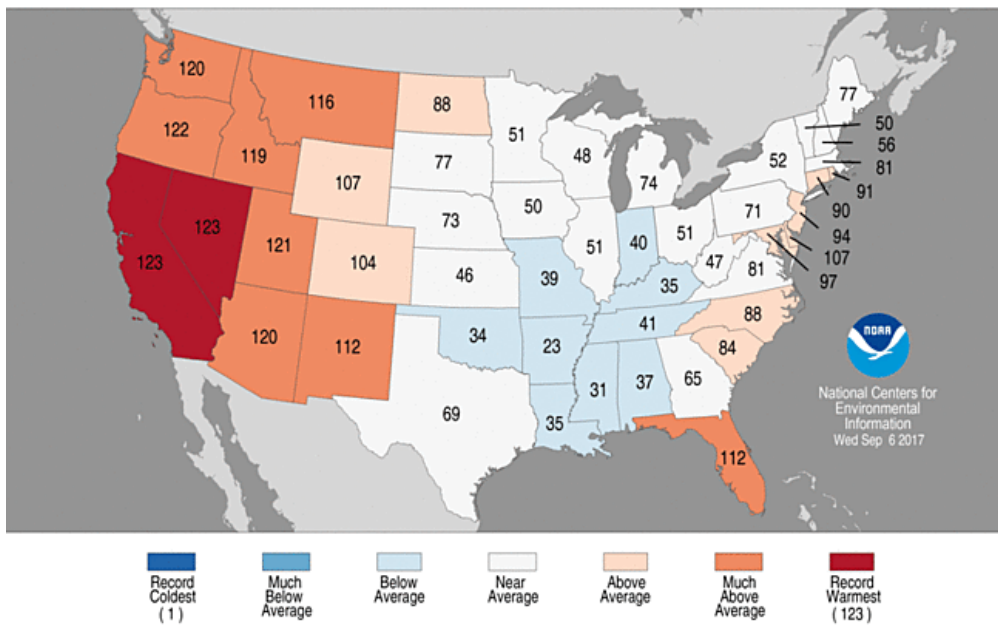 120
116
88
51
77
122
119
77
48
50
56
107
74
52
81
91
123
73
50
71
90
121
51
40
51
94
123
104
46
39
47
81
107
97
35
88
120
112
34
23
41
84
NOAA
31
37
65
69
35
112
National Centers for
Environmental
Information
Wed Sep 6 2017
Record
Coldest
( 1 )
Much
Below
Average
Below
Average
Near
Average
Above
Average
Much
Above
Average
Record
Warmest
( 123 )